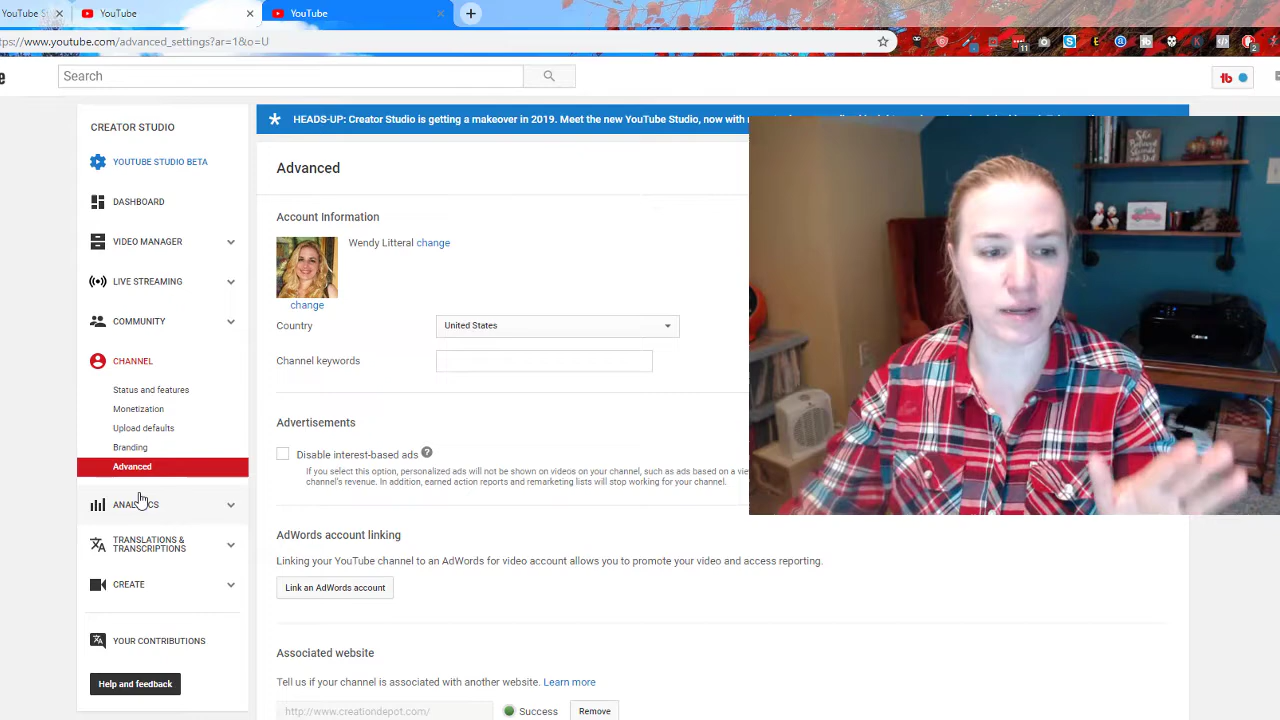 YouTube S
YouTube
YouTube
ps://www.youtube.com/advanced_settings?ar=1&o=U
11
2
e
Search
tb
CREATOR STUDIO
YOUTUBE STUDIO BETA
DASHBOARD
VIDEO MANAGER
LIVE STREAMING
COMMUNITY
CHANNEL
Status and features
Monetization
Upload defaults
Branding
Advanced
ANALYTICS
TRANSLATIONS &
TRANSCRIPTIONS
CREATE
YOUR CONTRIBUTIONS
Help and feedback
HEADS-UP: Creator Studio is getting a makeover in 2019. Meet the new YouTube Studio, now with
Advanced
Account Information
Wendy Litteral change
change
Country
United States
Channel keywords
Advertisements
Disable interest-based ads ?
If you select this option, personalized ads will not be shown on videos on your channel, such as ads based on a
channel's revenue. In addition, earned action reports and remarketing lists will stop working for your channel.
AdWords account linking
Linking your YouTube channel to an AdWords for video account allows you to promote your video and access reporting.
Link an AdWords account
Associated website
Tell us if your channel is associated with another website. Learn more
http://www.creationdepot.com/
Success
Remove
She
Believed
Canon